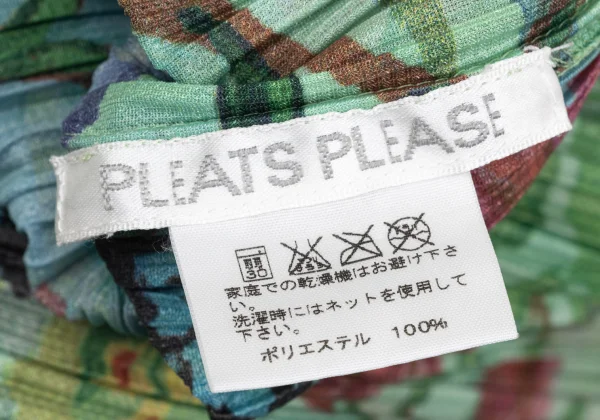 PLEATS PLEASE
30
家庭での乾燥機はお避け下さ
い。
洗濯時にはネットを使用して
下さい。
ポリエステル 100%